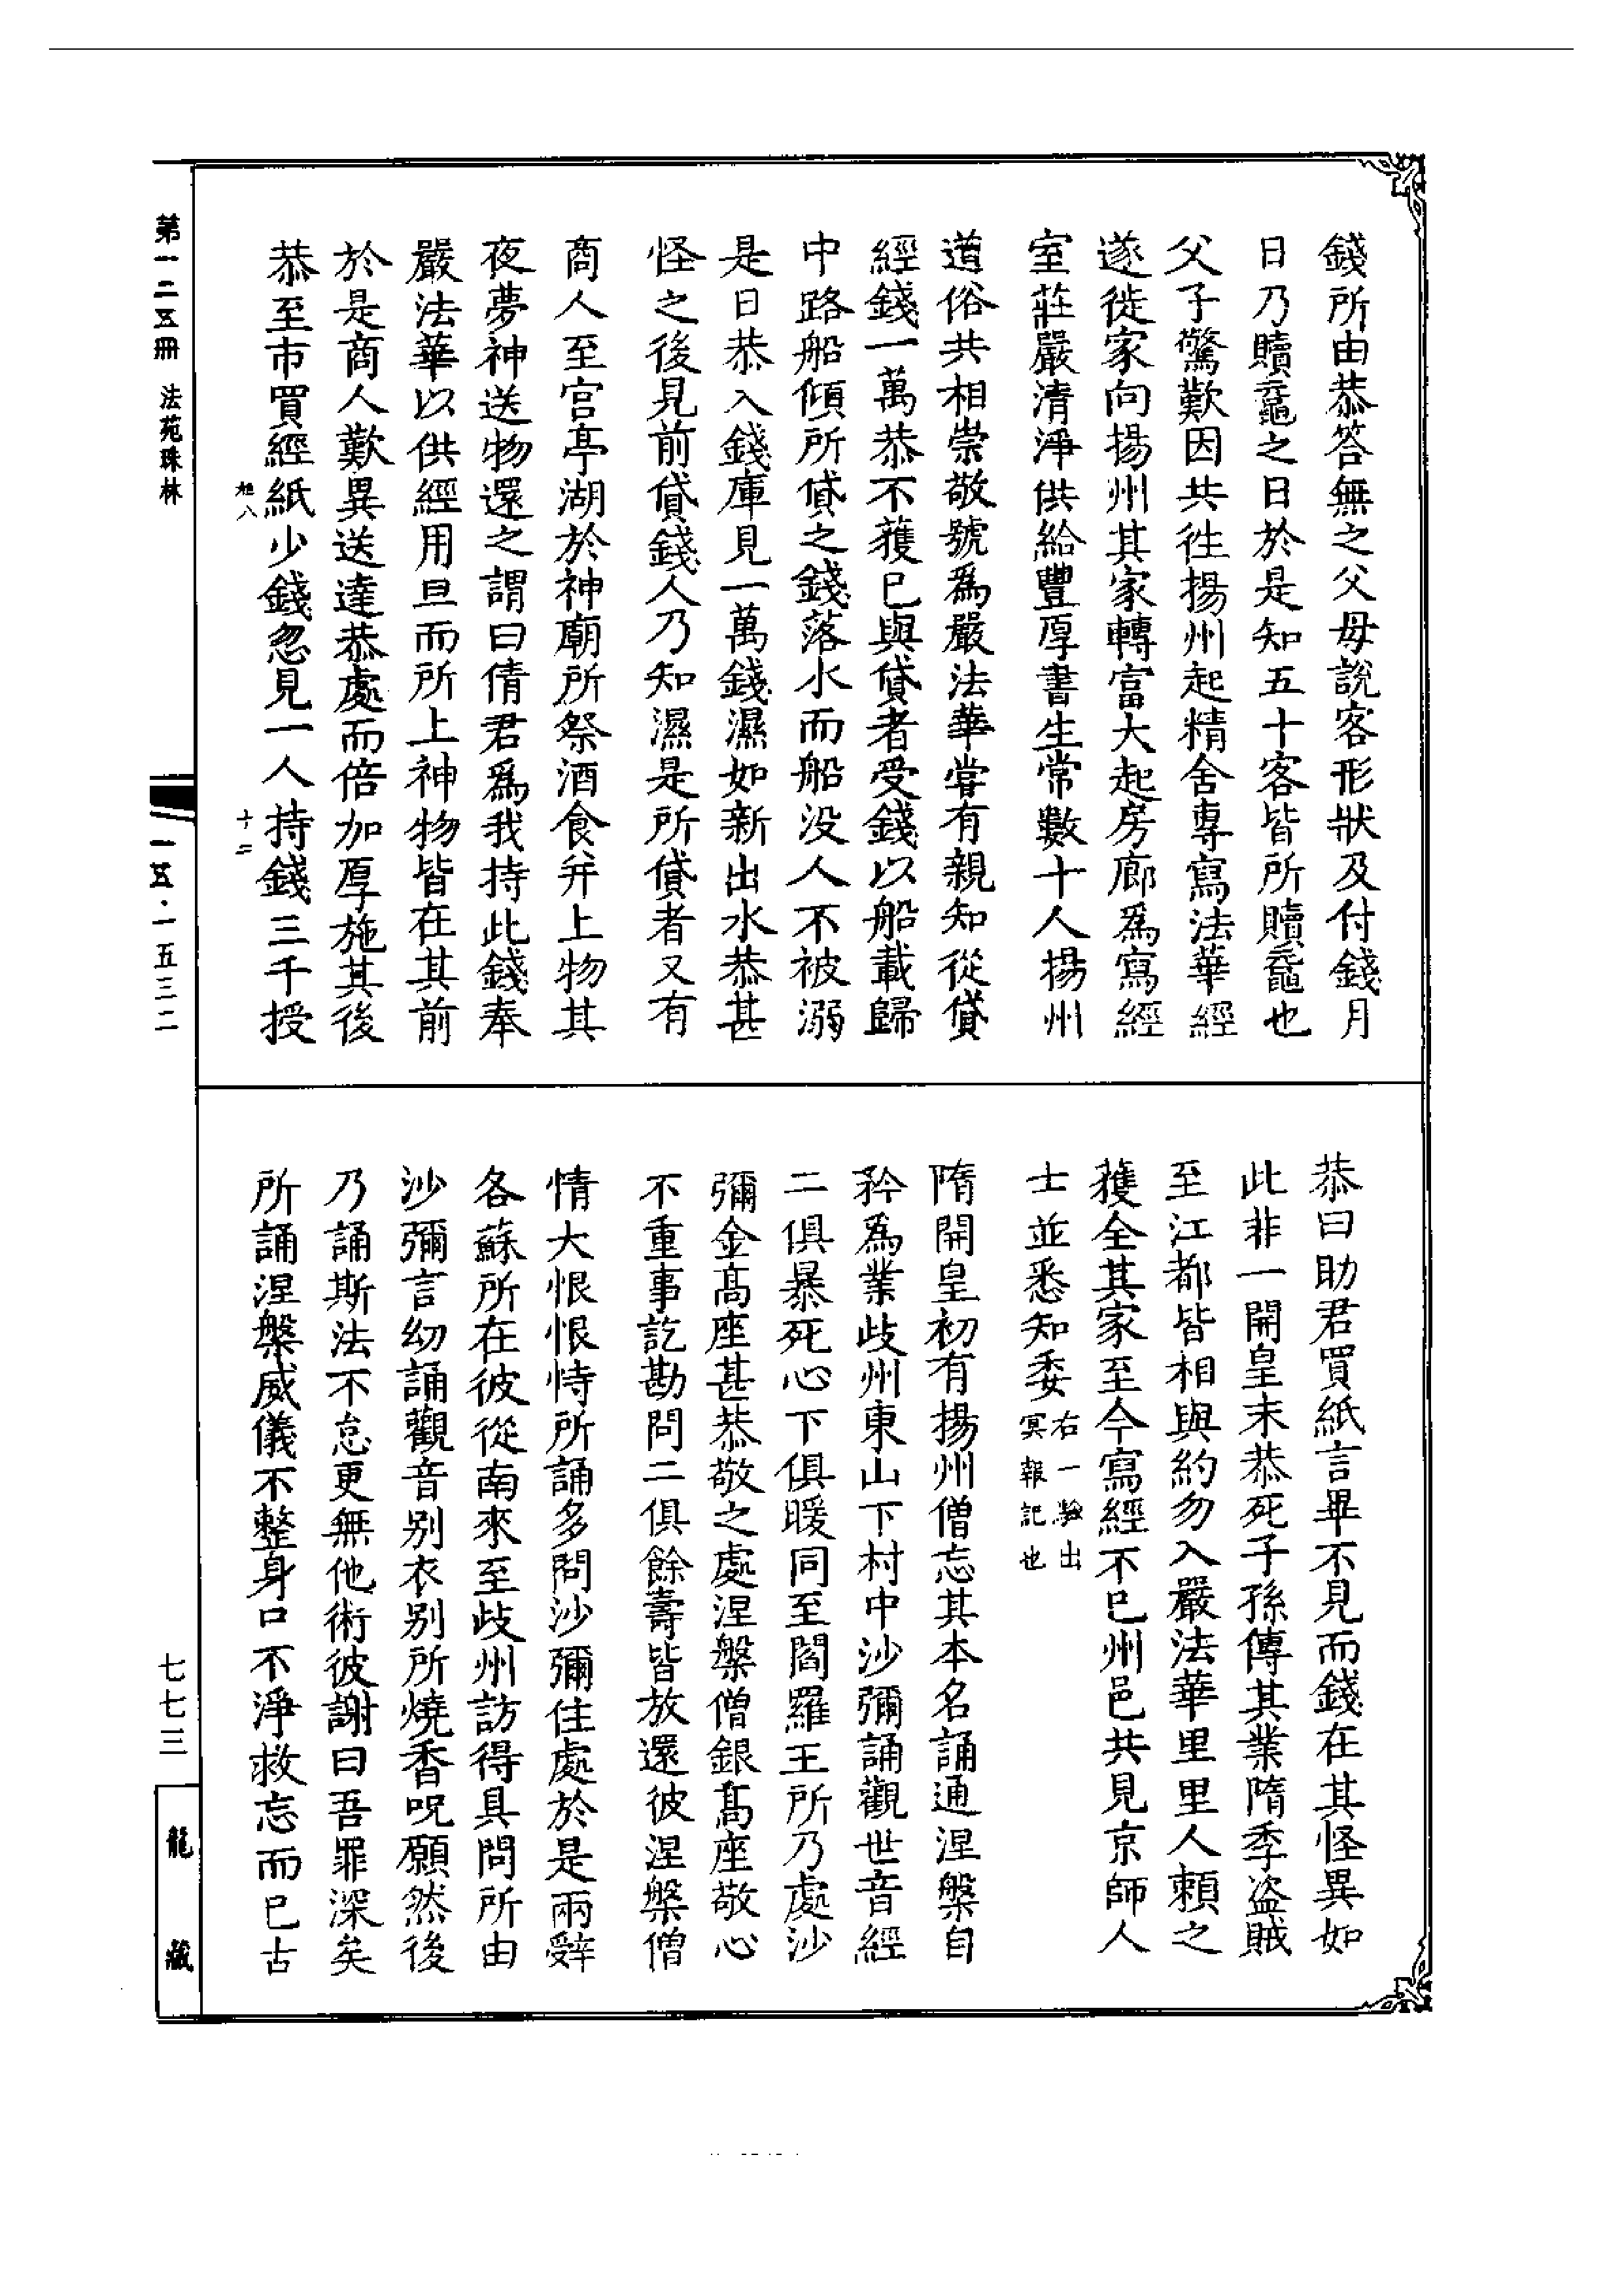 錢所由恭答無之父母說客形狀及付錢月
日乃贖黿之日於是知五十客皆所贖黿也
父子驚歎因共徃揚州起精舍專寫法華經
遂徙家向揚州其家轉富大起房廊爲寫經
室莊嚴清淨供給豐厚書生常數十人揚州
道俗共相崇敬號爲嚴法華嘗有親知從貸
經錢一萬恭不獲已與貸者受錢以船載歸
中路船傾所貸之錢落水而船没人不被溺
是日恭入錢庫見一萬錢濕如新出水恭甚
怪之後見前貸錢人乃知濕是所貸者又有
商人至宫亭湖於神廟所祭酒食并上物其
夜夢神送物還之謂曰倩君爲我持此錢奉
嚴法華以供經用旦而所上神物皆在其前
於是商人歎異送達恭處而倍加厚施其後
恭至市買經紙少錢忽見一人持錢三千授
恭曰助君買紙言畢不見而錢在其怪異如
此非一開皇末恭死子孫傳其業隋季盗賊
至江都皆相與約勿入嚴法華里里人賴之
獲全其家至今寫經不已州邑共見京師人
士並悉知委右一驗出冥報記也
隋開皇初有揚州僧忘其本名誦通涅槃自
矜爲業歧州東山下村中沙彌誦觀世音經
二俱暴死心下俱暖同至閻羅王所乃處沙
彌金髙座甚恭敬之處涅槃僧銀髙座敬心
不重事訖勘問二俱餘壽皆放還彼涅槃僧
情大恨恨恃所誦多問沙彌住處於是兩辝
各蘇所在彼從南來至歧州訪得具問所由
沙彌言幼誦觀音别衣别所燒香呪願然後
乃誦斯法不怠更無他術彼謝曰吾罪深矣
所誦涅槃威儀不整身口不淨救忘而已古
第一二五冊 法苑珠林
旭八
十二
一五·一五三二
七七三
龍藏